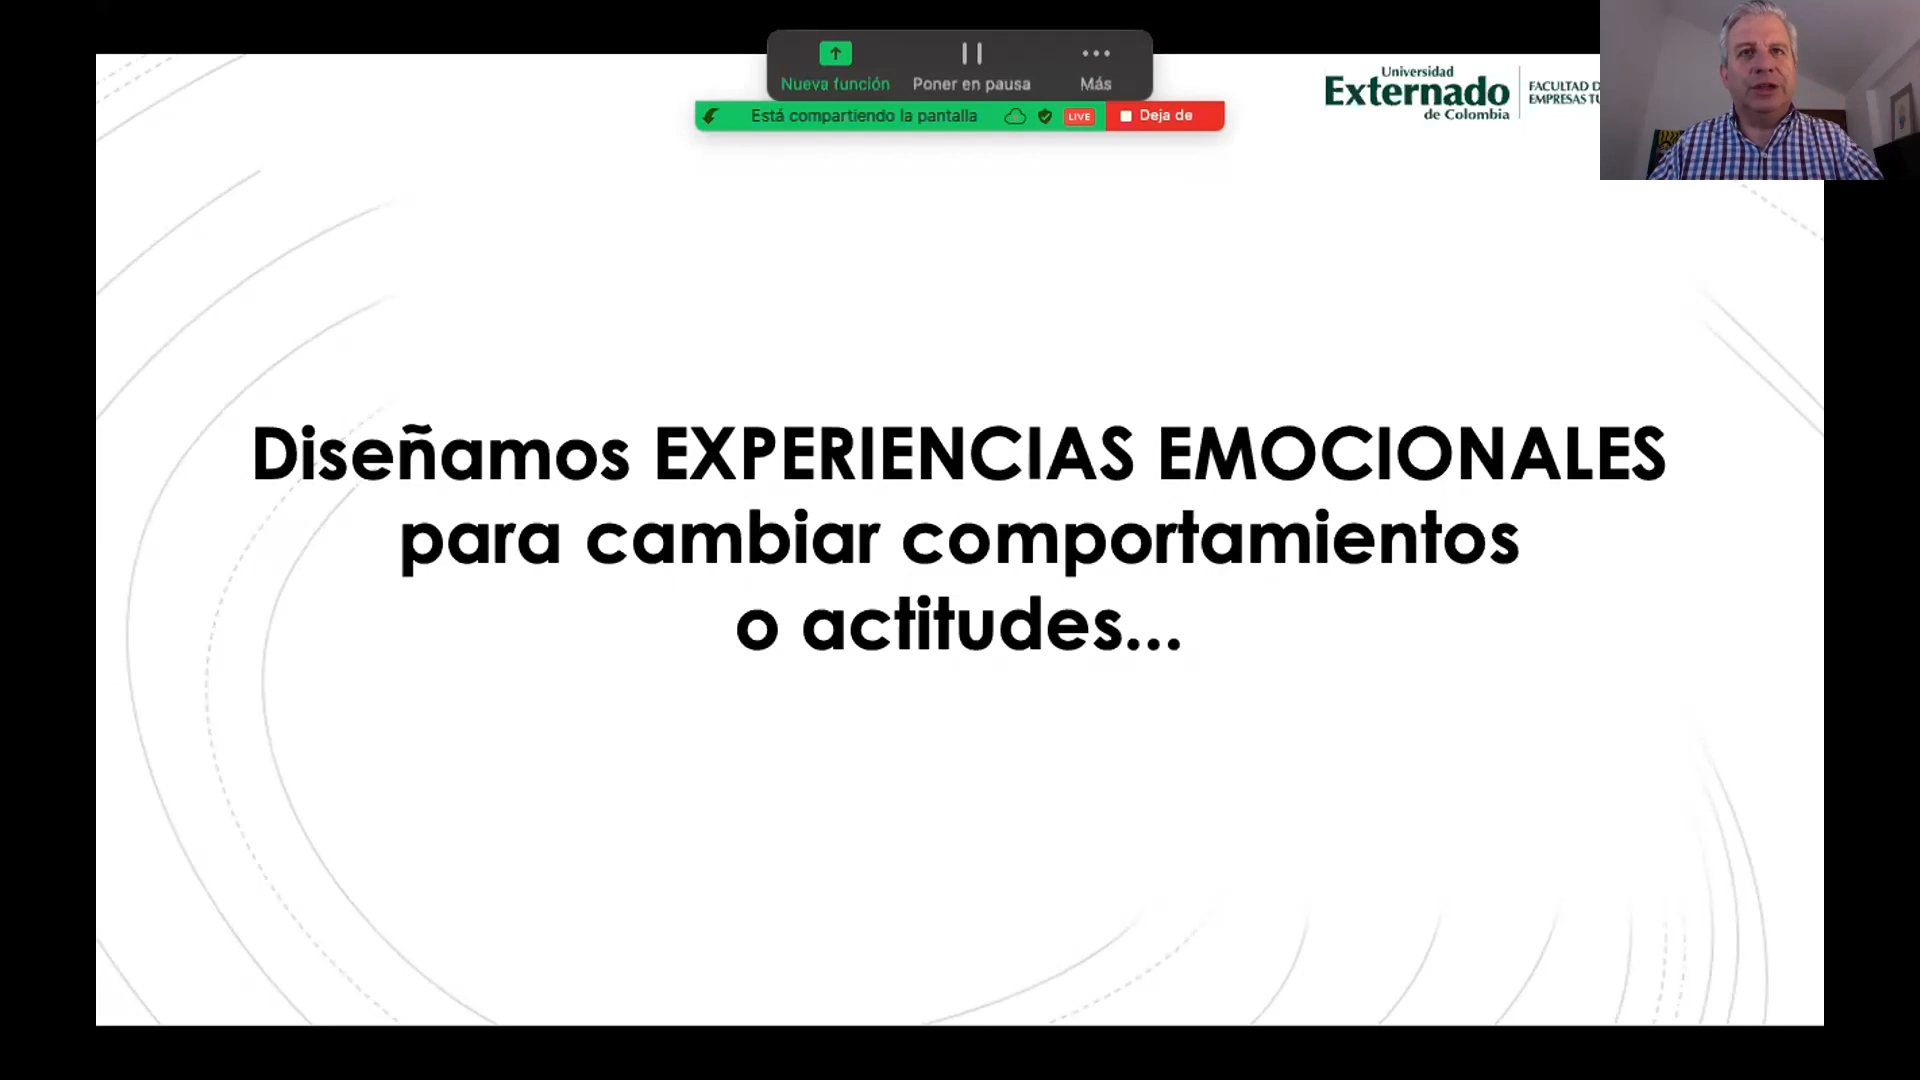 Nueva función
Poner en pausa
Más
Está compartiendo la pantalla
LIVE
Deja de
Universidad
Externado
de Colombia
FACULTAD D
EMPRESAS TU
Diseñamos EXPERIENCIAS EMOCIONALES
para cambiar comportamientos
o actitudes...